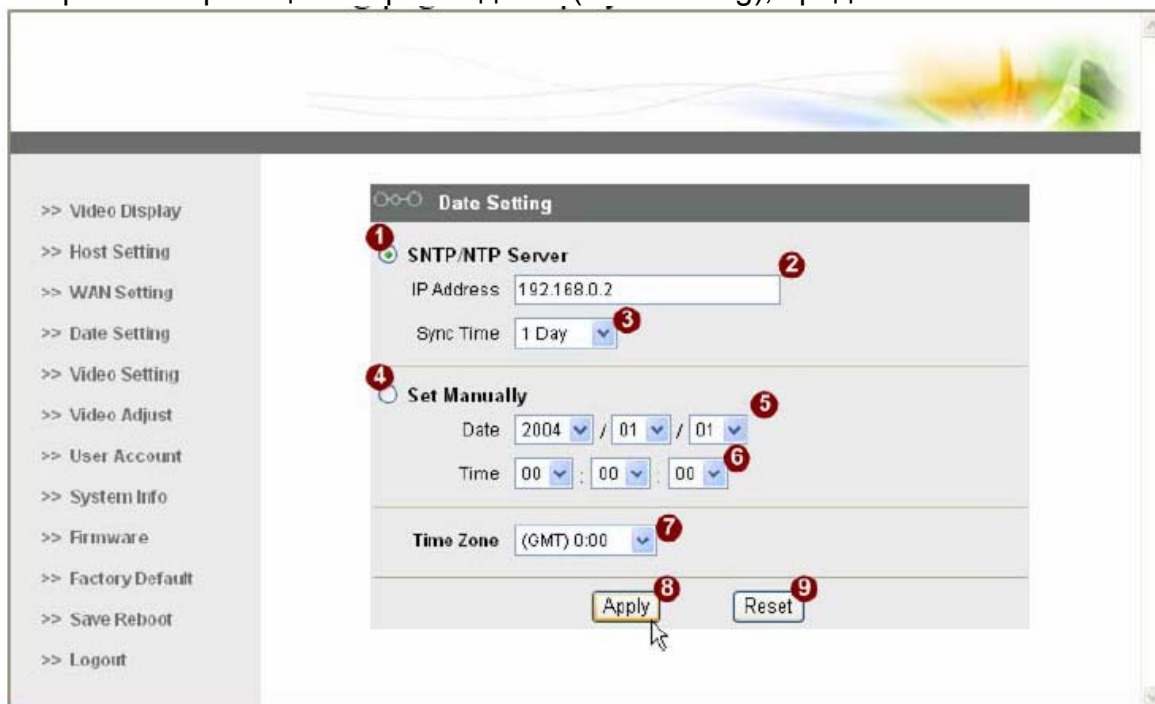 >> Video Display
>> Host Setting
>> WAN Setting
>> Date Setting
>> Video Setting
>> Video Adjust
>> User Account
>> System Info
>> Firmware
>> Factory Default
>> Save Reboot
>> Logout
Date Setting
1 SNTP/NTP Server
2
IP Address 192.168.0.2
Sync Time 1 Day 3
4 Set Manually
5
Date 2004 / 01 / 01
Time 00 : 00 : 00 6
Time Zone (GMT) 0:00 7
Apply 8 Reset 9